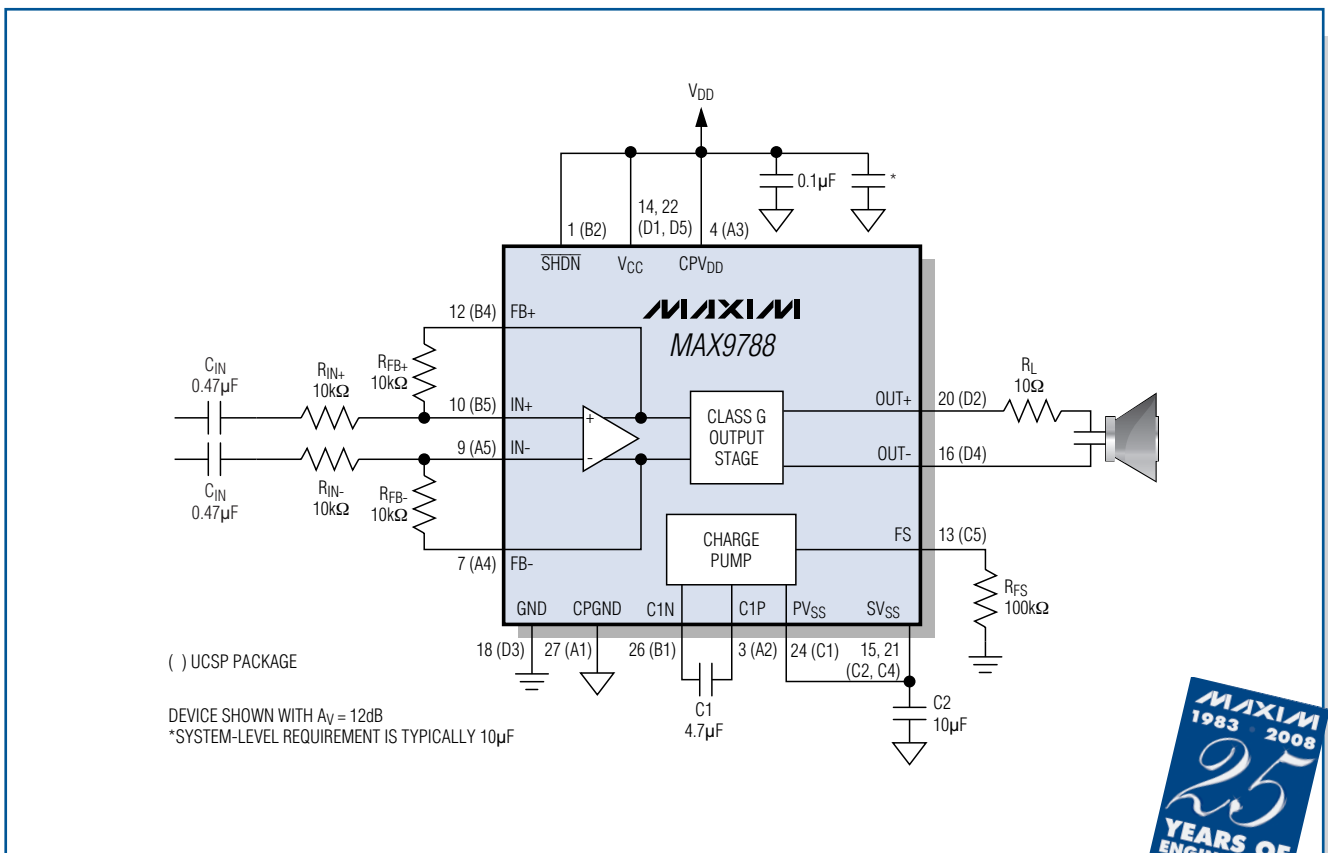 VDD
0.1µF
*
14, 22
(D1, D5)
1 (B2)
4 (A3)
SHDN
VCC
CPVDD
MAXIM
MAX9788
12 (B4)
FB+
CIN
0.47µF
RIN+
10kΩ
RFB+
10kΩ
10 (B5)
IN+
+
9 (A5)
IN-
-
CIN
0.47µF
RIN-
10kΩ
RFB-
10kΩ
7 (A4)
FB-
CLASS G
OUTPUT
STAGE
OUT+
20 (D2)
RL
10Ω
OUT-
16 (D4)
CHARGE
PUMP
FS
13 (C5)
RFS
100kΩ
GND
CPGND
C1N
C1P
PVSS
SVSS
18 (D3)
27 (A1)
26 (B1)
3 (A2)
24 (C1)
15, 21
(C2, C4)
C1
4.7µF
C2
10µF
( ) UCSP PACKAGE
DEVICE SHOWN WITH AV = 12dB
*SYSTEM-LEVEL REQUIREMENT IS TYPICALLY 10µF
MAXIM
1983 • 2008
25
YEARS OF